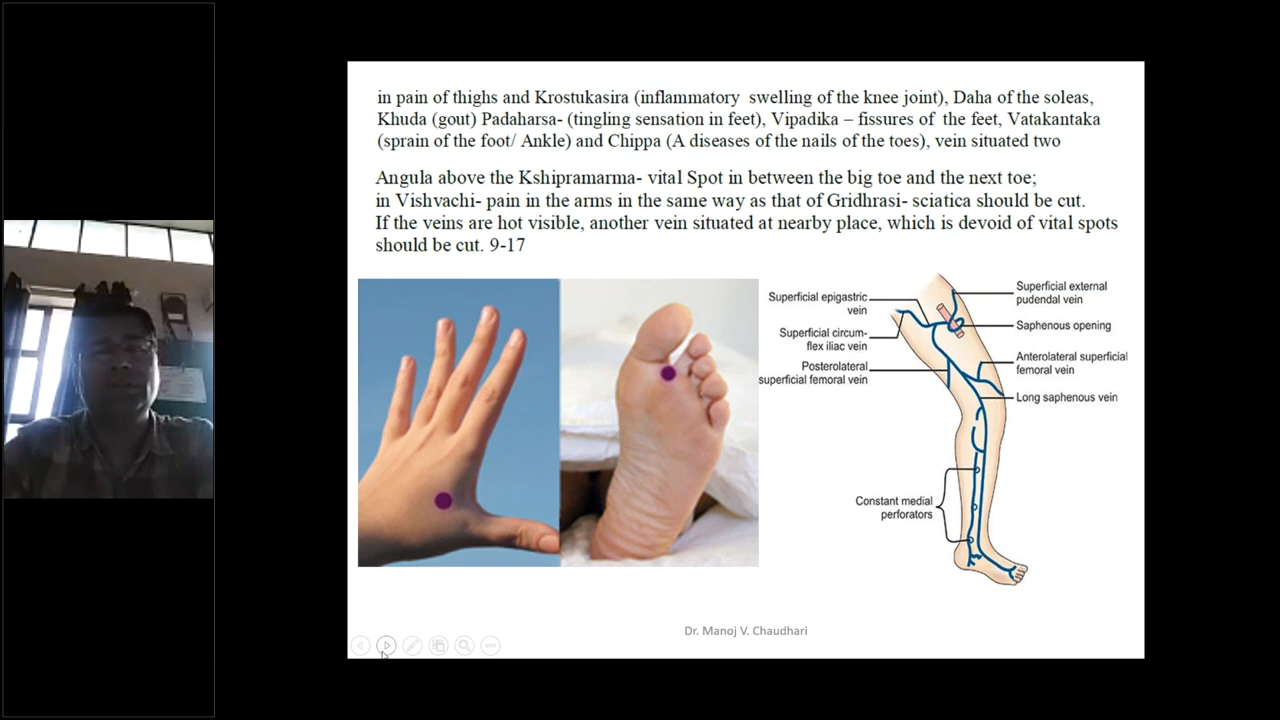 in pain of thighs and Krostukasira (inflammatory swelling of the knee joint), Daha of the soleas,
Khuda (gout) Padaharsa- (tingling sensation in feet), Vipadika – fissures of the feet, Vatakantaka
(sprain of the foot/ Ankle) and Chippa (A diseases of the nails of the toes), vein situated two
Angula above the Kshipramarma- vital Spot in between the big toe and the next toe;
in Vishvachi- pain in the arms in the same way as that of Gridhrasi- sciatica should be cut.
If the veins are hot visible, another vein situated at nearby place, which is devoid of vital spots
should be cut. 9-17
Superficial epigastric
vein
Superficial circum-
flex iliac vein
Posterolateral
superficial femoral vein
Constant medial
perforators
Superficial external
pudendal vein
Saphenous opening
Anterolateral superficial
femoral vein
Long saphenous vein
Dr. Manoj V. Chaudhari